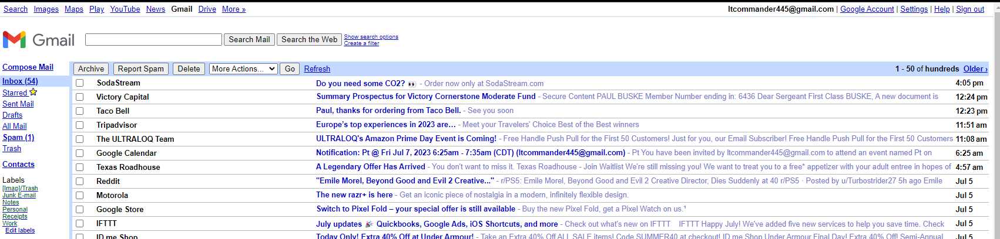 Search Images Maps Play YouTube News Gmail Drive More »
ltcommander445@gmail.com | Google Account | Settings | Help | Sign out
Gmail
Search Mail Search the Web Show search options
Create a filter
Compose Mail
Archive Report Spam Delete More Actions... Go Refresh 1 - 50 of hundreds Older ›
Inbox (54)
Starred
Sent Mail
Drafts
All Mail
Spam (1)
Trash
Contacts
Labels
[Imap]/Trash
Junk E-mail
Notes
Personal
Receipts
Work
Edit labels
SodaStream Do you need some CO2? 👀 - Order now only at SodaStream.com 4:05 pm
Victory Capital Summary Prospectus for Victory Cornerstone Moderate Fund - Secure Content PAUL BUSKE Member Number ending in: 6436 Dear Sergeant First Class BUSKE, A new document is 12:24 pm
Taco Bell Paul, thanks for ordering from Taco Bell. - See you soon 12:23 pm
Tripadvisor Europe’s top experiences in 2023 are… - Meet your Travelers' Choice Best of the Best winners 11:51 am
The ULTRALOQ Team ULTRALOQ's Amazon Prime Day Event is Coming! - Free Handle Push Pull for the First 50 Customers! Just for you, our Email Subscriber! Free Handle Push Pull for the First 50 Customers 11:08 am
Google Calendar Notification: Pt @ Fri Jul 7, 2023 6:25am - 7:35am (CDT) (ltcommander445@gmail.com) - Pt You have been invited by ltcommander445@gmail.com to attend an event named Pt on 6:25 am
Texas Roadhouse A Legendary Offer Has Arrived - You don't want to miss it. Texas Roadhouse - Join Waitlist We're still missing you! We want to treat you to a free* appetizer with your adult entree in hopes of 4:57 am
Reddit "Emile Morel, Beyond Good and Evil 2 Creative..." - r/PS5: Emile Morel, Beyond Good and Evil 2 Creative Director, Dies Suddenly at 40 r/PS5 · Posted by u/Turbostrider27 5h ago Emile Jul 5
Motorola The new razr+ is here - Get an iconic piece of nostalgia in a modern, infinitely flexible design. Jul 5
Google Store Switch to Pixel Fold – your special offer is still available - Buy the new Pixel Fold, get a Pixel Watch on us.¹ Jul 5
IFTTT July updates 🎉 Quickbooks, Google Ads, iOS Shortcuts, and more - Check out what's new on IFTTT IFTTT Happy July! We've added five new services to help you save time. Check Jul 5
ID.me Shop Today Only! Extra 40% Off at Under Armour! - Take an Extra 40% Off ALL SALE items! Code SUMMER40 at checkout! ID.me Shop Under Armour Final Day! Extra 40% Off! Semi-Annual Jul 5